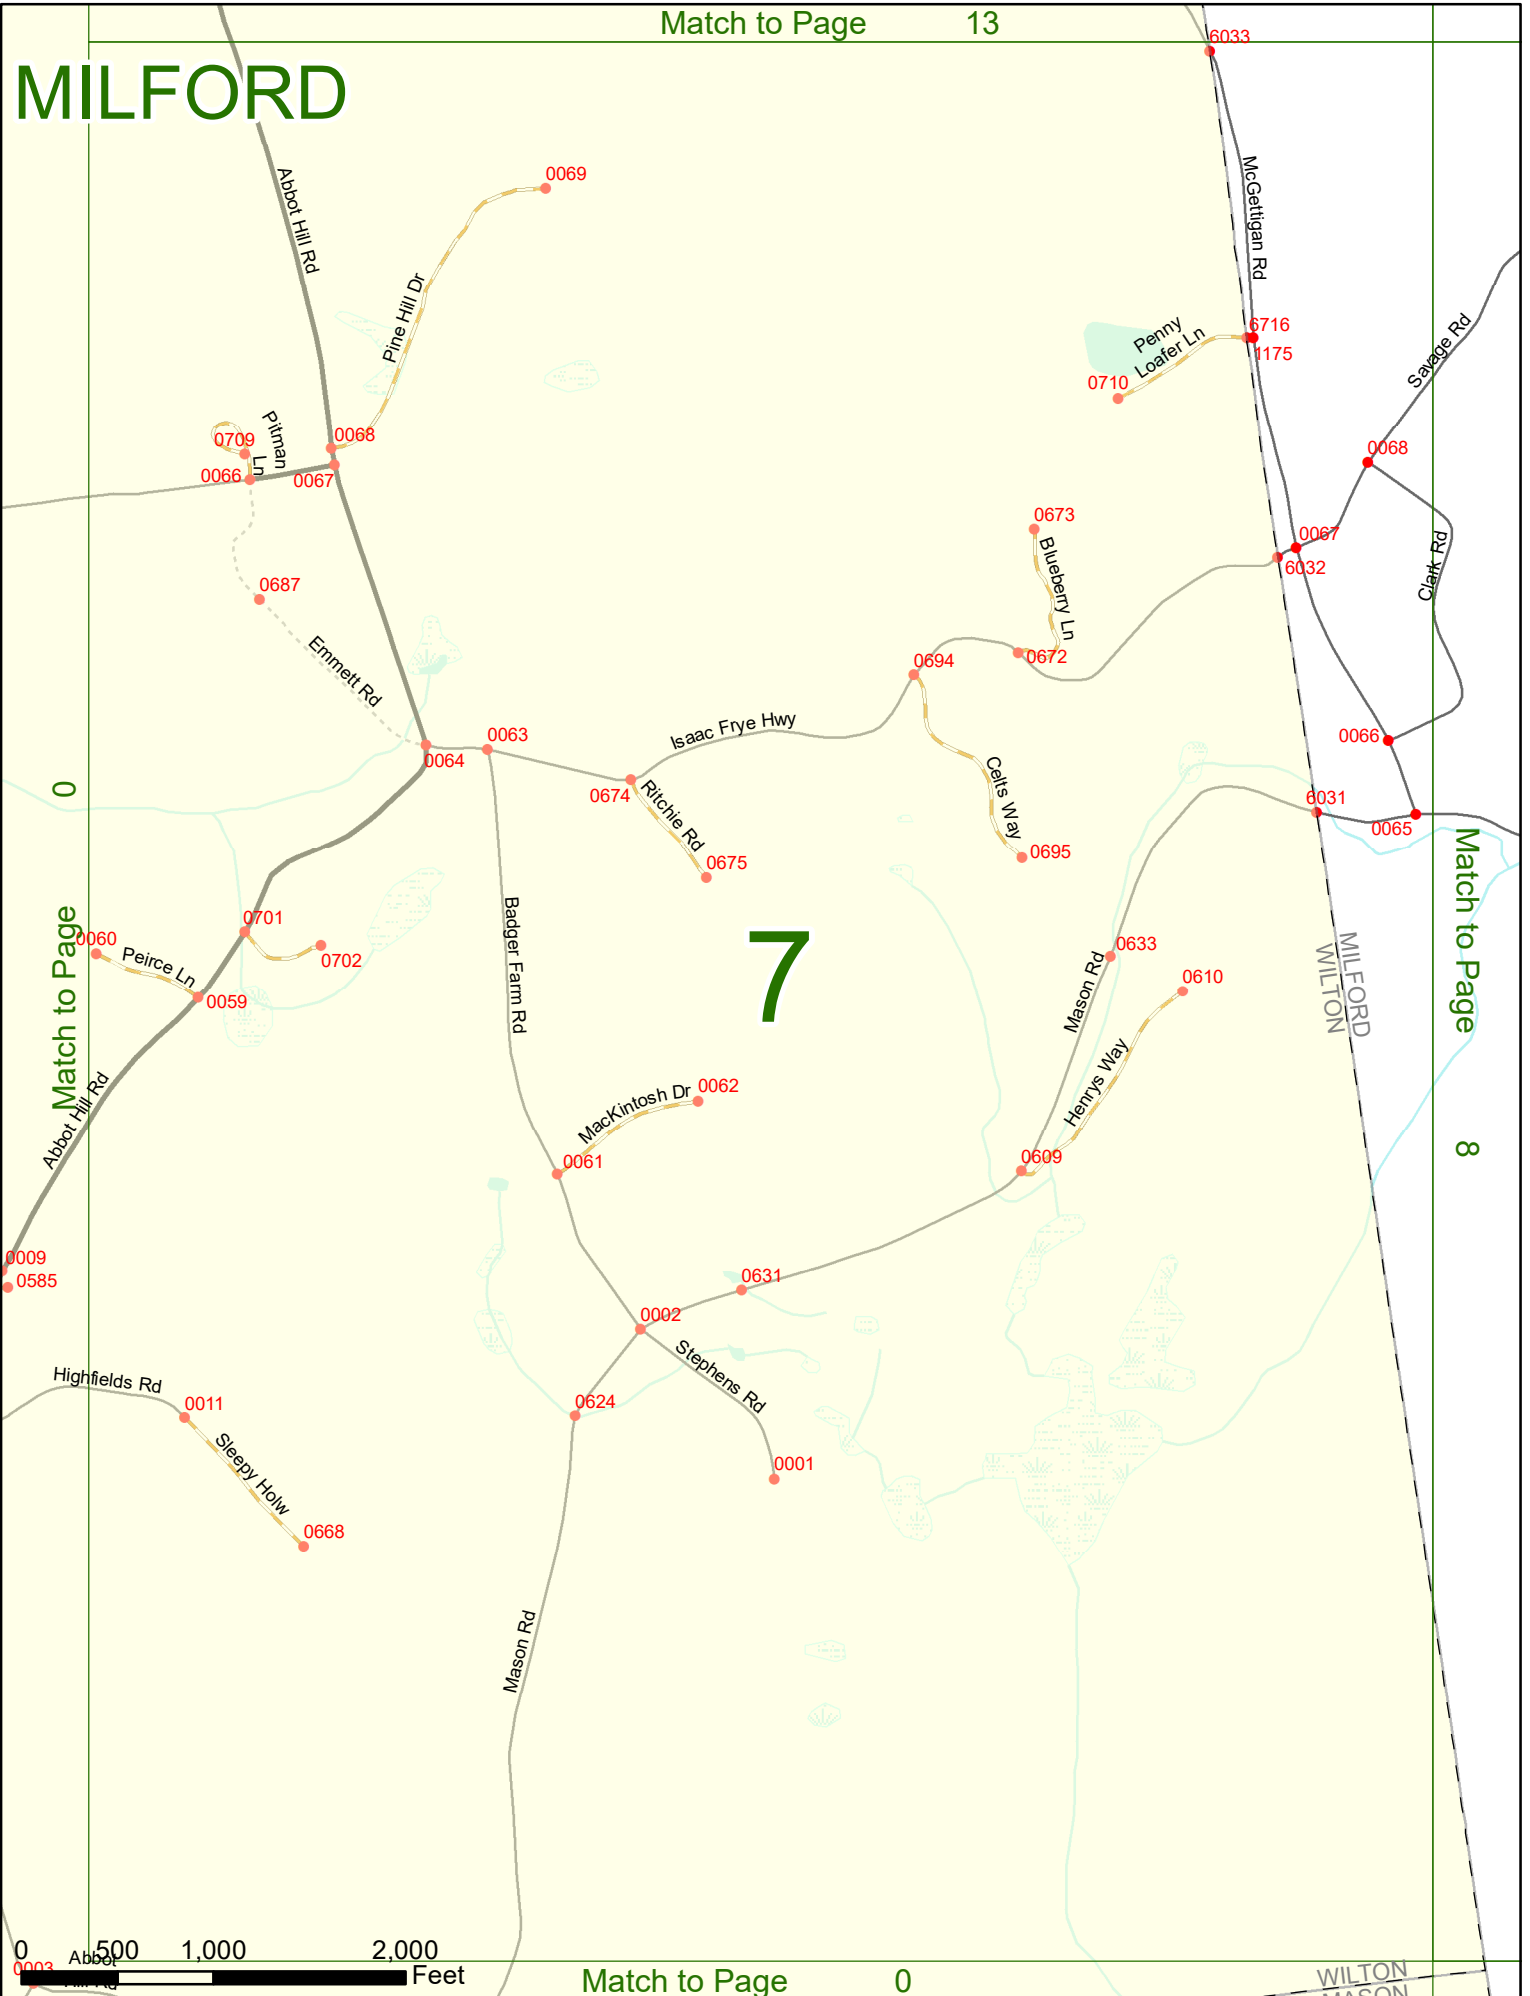 Match to Page 13
6033
MILFORD
Abbot Hill Rd
0069
McGettigan Rd
Pine Hill Dr
6716
1175
Penny
Loafer Ln
Savage Rd
0710
Pitman
Ln
0709
0068
0066
0067
0068
0673
0067
6032
Blueberry Ln
Clark Rd
0687
Emmett Rd
0694
0672
0063
0064
Isaac Frye Hwy
0066
0674
Ritchie Rd
Celts Way
6031
0065
0695
0675
0
Match to Page
0701
0702
0060
Peirce Ln
0059
Badger Farm Rd
7
Mason Rd
0633
0610
MILFORD
WILTON
Match to Page
8
Henrys Way
Abbot Hill Rd
MacKintosh Dr
0062
0061
0609
0009
0585
0631
0002
Stephens Rd
Highfields Rd
0011
0624
Sleepy Holw
0001
0668
Mason Rd
0 500 1,000 2,000
Feet
Abbot
Hill Rd
0003
Match to Page 0
WILTON
MASON